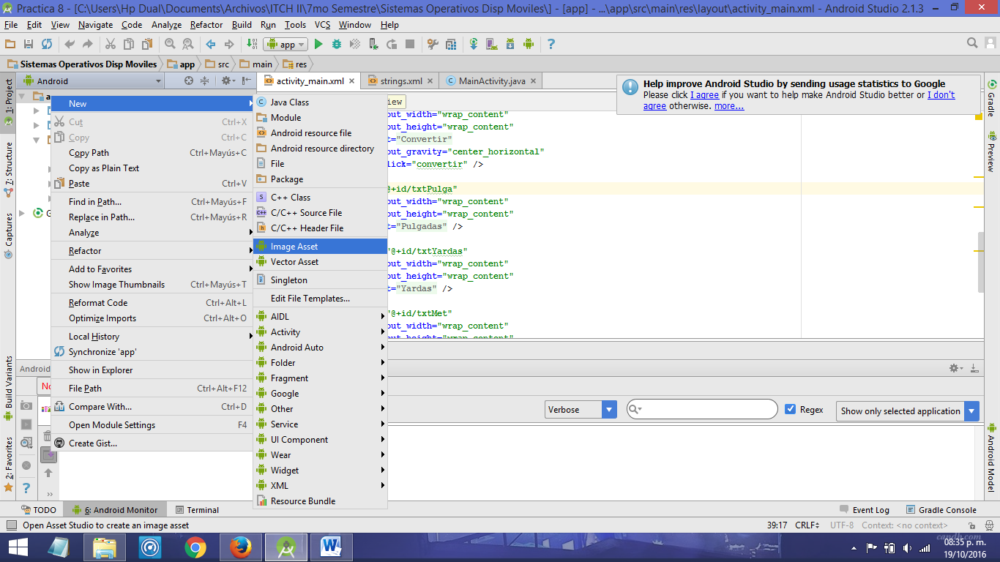 Practica 8 - [C:\Users\Hp Dual\Documents\Archivos\ITCH II\7mo Semestre\Sistemas Operativos Disp Moviles\] - [app] - ...\app\src\main\res\layout\activity_main.xml - Android Studio 2.1.3
File Edit View Navigate Code Analyze Refactor Build Run Tools VCS Window Help
app
Sistemas Operativos Disp Moviles app src main res
Android
activity_main.xml
strings.xml
MainActivity.java
Help improve Android Studio by sending usage statistics to Google
Please click I agree if you want to help make Android Studio better or I don't
agree otherwise. more...
1: Project
7: Structure
Captures
Build Variants
2: Favorites
New
Cut Ctrl+X
Copy Ctrl+C
Copy Path Ctrl+Mayús+C
Copy as Plain Text
Paste Ctrl+V
Find in Path... Ctrl+Mayús+F
Replace in Path... Ctrl+Mayús+R
Analyze
Refactor
Add to Favorites
Show Image Thumbnails Ctrl+Mayús+T
Reformat Code Ctrl+Alt+L
Optimize Imports Ctrl+Alt+O
Local History
Synchronize 'app'
Show in Explorer
File Path Ctrl+Alt+F12
Compare With... Ctrl+D
Open Module Settings F4
Create Gist...
Java Class
Module
Android resource file
Android resource directory
File
Package
C++ Class
C/C++ Source File
C/C++ Header File
Image Asset
Vector Asset
Singleton
Edit File Templates...
AIDL
Activity
Android Auto
Folder
Fragment
Google
Other
Service
UI Component
Wear
Widget
XML
Resource Bundle
iew
out_width="wrap_content"
out_height="wrap_content"
t="Convertir"
out_gravity="center_horizontal"
lick="convertir" />
@+id/txtPulga"
out_width="wrap_content"
out_height="wrap_content"
t="Pulgadas" />
"@+id/txtYardas"
out_width="wrap_content"
out_height="wrap_content"
t="Yardas" />
"@+id/txtMet"
out_width="wrap_content"
out_height="wrap_content"
Gradle
Preview
Android Model
Android
No
Verbose
Regex
Show only selected application
TODO
6: Android Monitor
Terminal
Event Log
Gradle Console
Open Asset Studio to create an image asset
39:17 CRLF UTF-8 Context: <no context>
08:35 p. m.
19/10/2016